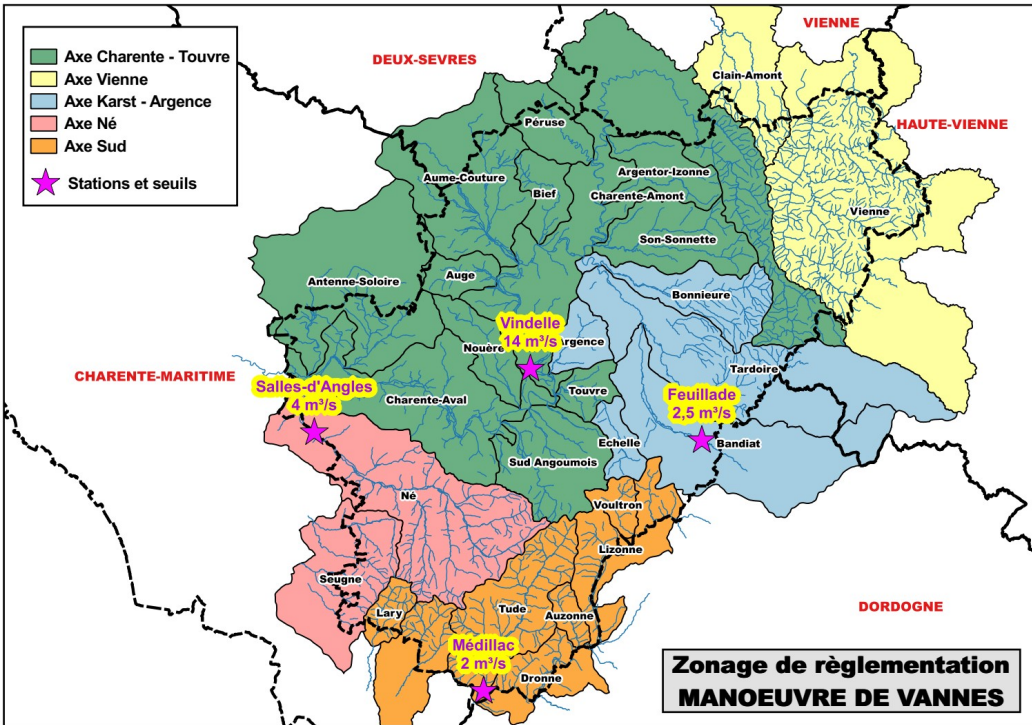 Axe Charente - Touvre
Axe Vienne
Axe Karst - Argence
Axe Né
Axe Sud
Stations et seuils
VIENNE
DEUX-SEVRES
Clain-Amont
HAUTE-VIENNE
Péruse
Aume-Couture
Argentor-Izonne
Bief
Charente-Amont
Vienne
Son-Sonnette
Auge
Antenne-Soloire
Bonnieure
Vindelle
14 m³/s
Nouère
Argence
Tardoire
CHARENTE-MARITIME
Salles-d'Angles
4 m³/s
Charente-Aval
Touvre
Feuillade
2,5 m³/s
Echelle
Bandiat
Sud Angoumois
Né
Voultron
Lizonne
Seugne
Lary
Tude
Auzonne
DORDOGNE
Médillac
2 m³/s
Dronne
Zonage de règlementation
MANOEUVRE DE VANNES